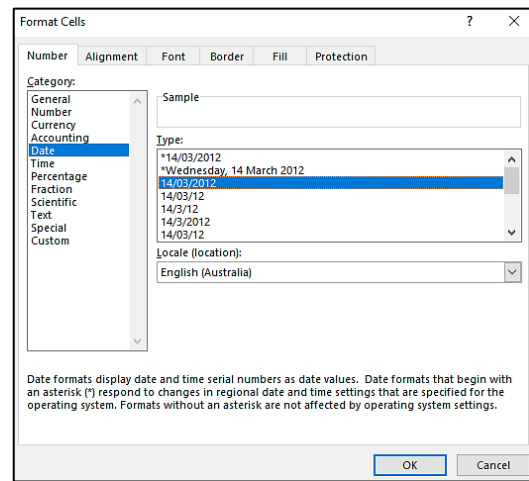 Format Cells
? ×
Number Alignment Font Border Fill Protection
Category:
General
Number
Currency
Accounting
Date
Time
Percentage
Fraction
Scientific
Text
Special
Custom
Sample
Type:
*14/03/2012
*Wednesday, 14 March 2012
14/03/2012
14/03/12
14/3/12
14/3/2012
14/03/12
Locale (location):
English (Australia)
Date formats display date and time serial numbers as date values.  Date formats that begin with
an asterisk (*) respond to changes in regional date and time settings that are specified for the
operating system. Formats without an asterisk are not affected by operating system settings.
OK Cancel